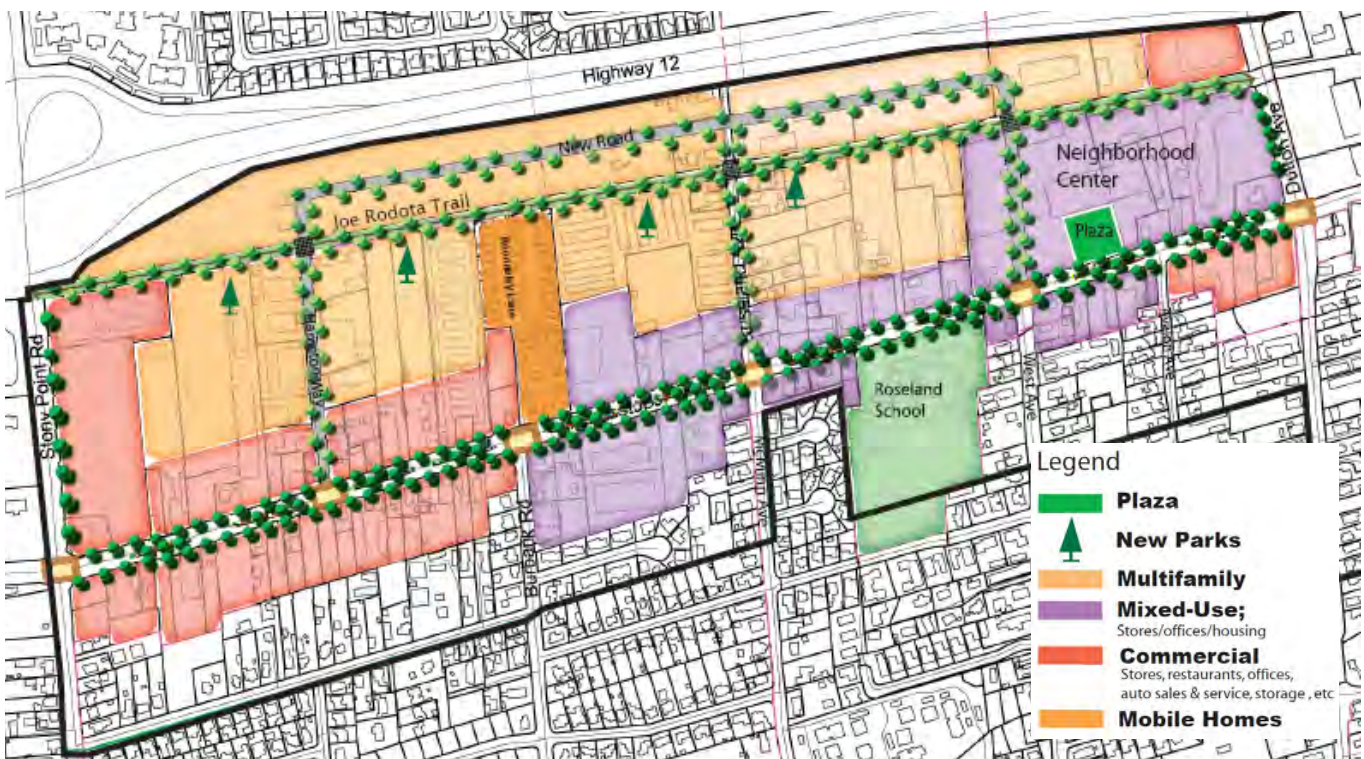 Highway 12
New Road
Joe Rodota Trail
Neighborhood
Center
Plaza
Dutton Ave
Stony Point Rd
Burbank Rd
West Ave
Roseland
School
Legend
Plaza
New Parks
Multifamily
Mixed-Use;
Stores/offices/housing
Commercial
Stores, restaurants, offices,
auto sales & service, storage , etc
Mobile Homes